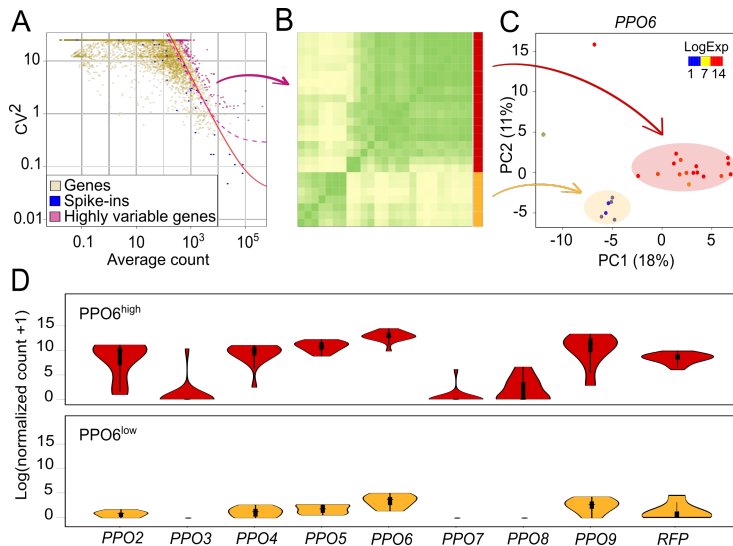 A
CV²
10
1
0.1
0.01
Genes
Spike-ins
Highly variable genes
0.1
10
10³
10⁵
Average count
B
C
PPO6
LogExp
1 7 14
PC2 (11%)
15
10
5
0
-5
-10
-5
0
5
PC1 (18%)
D
Log(normalized count +1)
PPO6ʰⁱᵍʰ
15
10
5
0
PPO6ˡᵒʷ
15
10
5
0
PPO2 PPO3 PPO4 PPO5 PPO6 PPO7 PPO8 PPO9 RFP